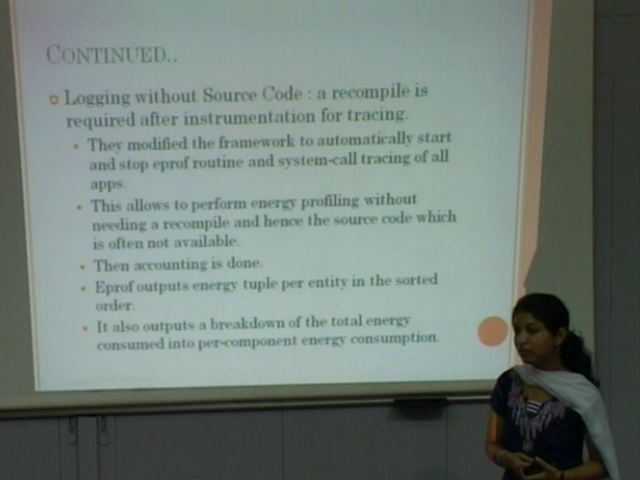 CONTINUED..
Logging without Source Code : a recompile is
required after instrumentation for tracing.
They modified the framework to automatically start
and stop eprof routine and system-call tracing of all
apps.
This allows to perform energy profiling without
needing a recompile and hence the source code which
is often not available.
Then accounting is done.
Eprof outputs energy tuple per entity in the sorted
order.
It also outputs a breakdown of the total energy
consumed into per-component energy consumption.